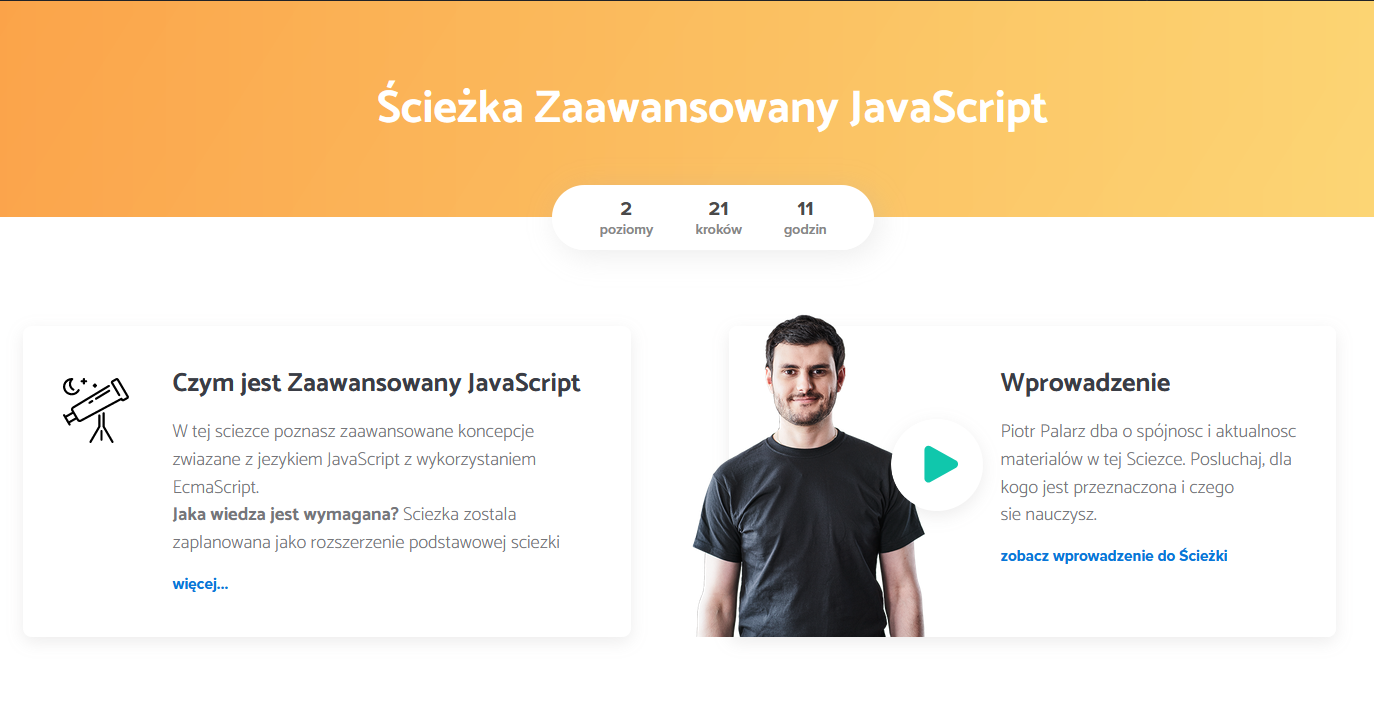 Ścieżka Zaawansowany JavaScript
2
poziomy
21
kroków
11
godzin
Czym jest Zaawansowany JavaScript
W tej sciezce poznasz zaawansowane koncepcje
zwiazane z jezykiem JavaScript z wykorzystaniem
EcmaScript.
Jaka wiedza jest wymagana? Sciezka zostala
zaplanowana jako rozszerzenie podstawowej sciezki
więcej...
Wprowadzenie
Piotr Palarz dba o spójnosc i aktualnosc
materialów w tej Sciezce. Posluchaj, dla
kogo jest przeznaczona i czego
sie nauczysz.
zobacz wprowadzenie do Ścieżki